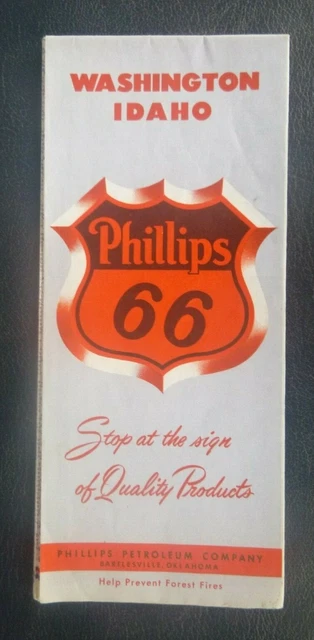 WASHINGTON
IDAHO
Phillips
66
Stop at the sign
of Quality Products
PHILLIPS PETROLEUM COMPANY
BARTLESVILLE, OKLAHOMA
Help Prevent Forest Fires